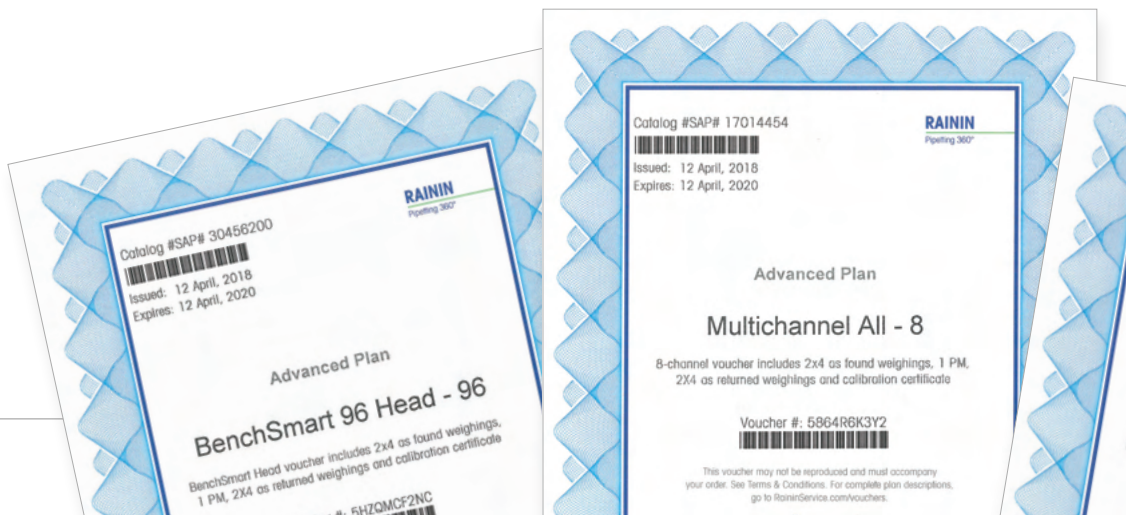 Catalog #SAP# 30456200
RAININ
Pipetting 360°
Issued: 12 April, 2018
Expires: 12 April, 2020
Advanced Plan
BenchSmart 96 Head - 96
BenchSmart Head voucher includes 2x4 as found weighings,
1 PM, 2X4 as returned weighings and calibration certificate
#: 5HZQMCF2NC
Catalog #SAP# 17014454
RAININ
Pipetting 360°
Issued: 12 April, 2018
Expires: 12 April, 2020
Advanced Plan
Multichannel All - 8
8-channel voucher includes 2x4 as found weighings, 1 PM,
2X4 as returned weighings and calibration certificate
Voucher #: 5864R6K3Y2
This voucher may not be reproduced and must accompany
your order. See Terms & Conditions. For complete plan descriptions,
go to RaininService.com/vouchers.